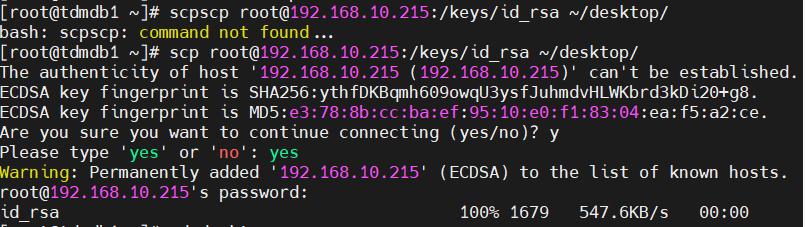 [root@tdmdb1 ~]# scpscp root@192.168.10.215:/keys/id_rsa ~/desktop/
bash: scpscp: command not found...
[root@tdmdb1 ~]# scp root@192.168.10.215:/keys/id_rsa ~/desktop/
The authenticity of host '192.168.10.215 (192.168.10.215)' can't be established.
ECDSA key fingerprint is SHA256:ythfDKBqmh609owqU3ysfJuhmdvHLWKbrd3kDi20+g8.
ECDSA key fingerprint is MD5:e3:78:8b:cc:ba:ef:95:10:e0:f1:83:04:ea:f5:a2:ce.
Are you sure you want to continue connecting (yes/no)? y
Please type 'yes' or 'no': yes
Warning: Permanently added '192.168.10.215' (ECDSA) to the list of known hosts.
root@192.168.10.215's password:
id_rsa 100% 1679 547.6KB/s 00:00